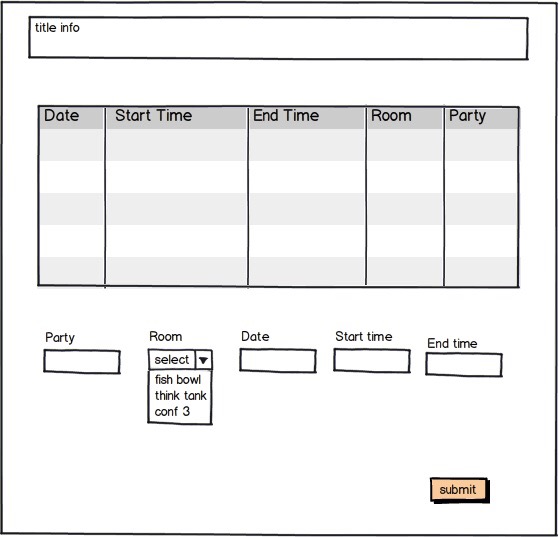 title info
Date Start Time End Time Room Party
Party Room Date Start time End time
select
fish bowl
think tank
conf 3
submit